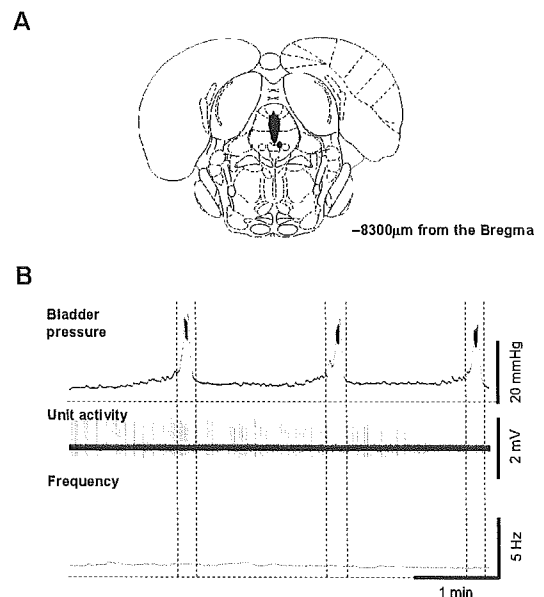 A
–8300µm from the Bregma
B
Bladder
pressure
20 mmHg
Unit activity
2 mV
Frequency
5 Hz
1 min